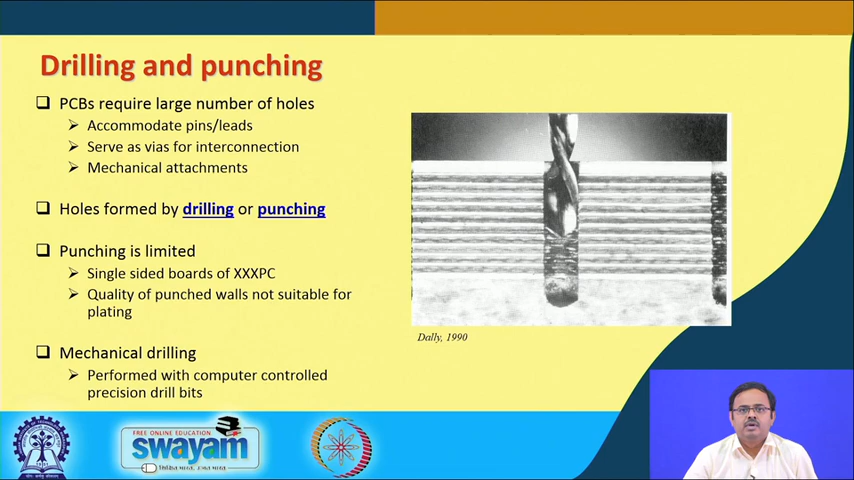 Drilling and punching
❑ PCBs require large number of holes
➢ Accommodate pins/leads
➢ Serve as vias for interconnection
➢ Mechanical attachments
❑ Holes formed by drilling or punching
❑ Punching is limited
➢ Single sided boards of XXXPC
➢ Quality of punched walls not suitable for
plating
❑ Mechanical drilling
➢ Performed with computer controlled
precision drill bits
Dally, 1990
FREE ONLINE EDUCATION
swayam